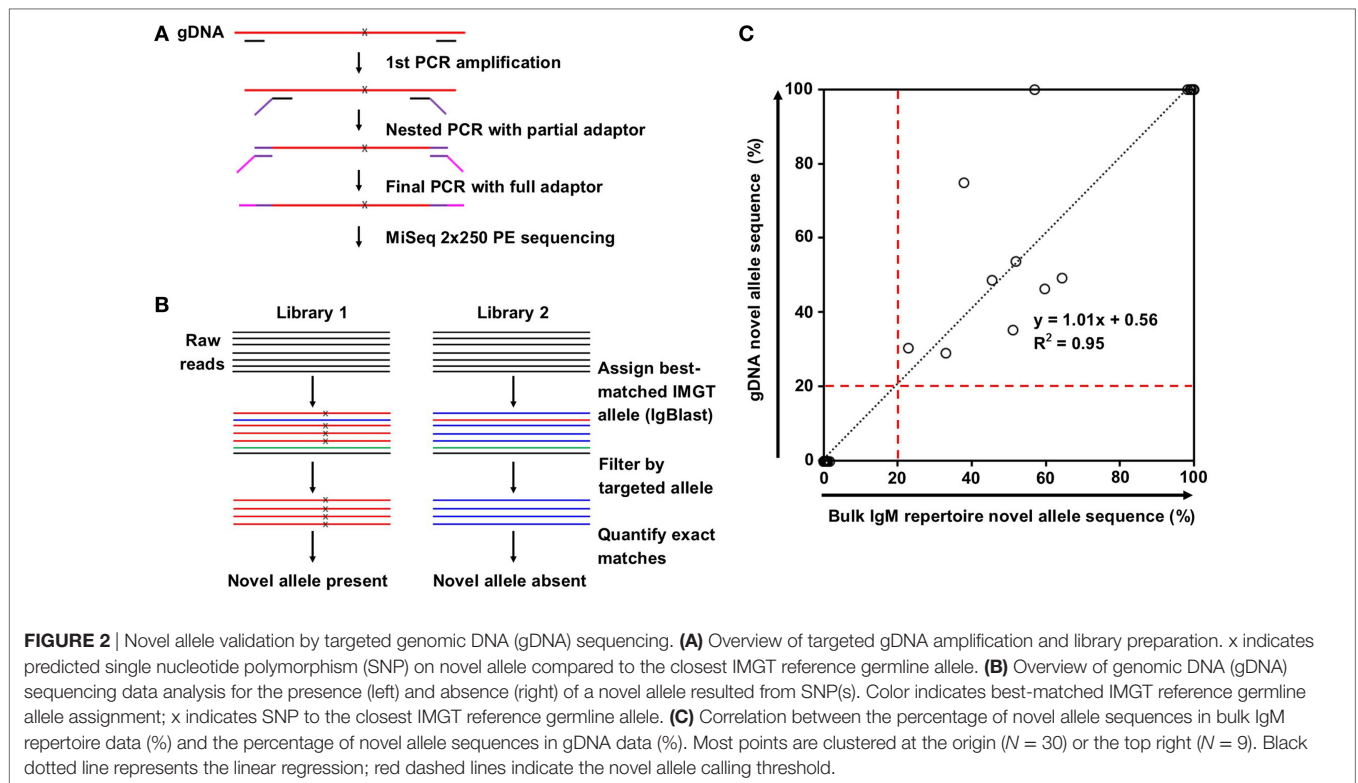 A
gDNA
x
1st PCR amplification
x
Nested PCR with partial adaptor
x
Final PCR with full adaptor
x
MiSeq 2x250 PE sequencing
B
Library 1
Library 2
Raw
reads
Assign best-
matched IMGT
allele (IgBlast)
x
x
x
x
Filter by
targeted allele
x
x
x
x
Quantify exact
matches
Novel allele present
Novel allele absent
C
gDNA novel allele sequence (%)
100
80
60
40
20
0
y = 1.01x + 0.56
R² = 0.95
0 20 40 60 80 100
Bulk IgM repertoire novel allele sequence (%)
FIGURE 2 | Novel allele validation by targeted genomic DNA (gDNA) sequencing. (A) Overview of targeted gDNA amplification and library preparation. x indicates
predicted single nucleotide polymorphism (SNP) on novel allele compared to the closest IMGT reference germline allele. (B) Overview of genomic DNA (gDNA)
sequencing data analysis for the presence (left) and absence (right) of a novel allele resulted from SNP(s). Color indicates best-matched IMGT reference germline
allele assignment; x indicates SNP to the closest IMGT reference germline allele. (C) Correlation between the percentage of novel allele sequences in bulk IgM
repertoire data (%) and the percentage of novel allele sequences in gDNA data (%). Most points are clustered at the origin (N = 30) or the top right (N = 9). Black
dotted line represents the linear regression; red dashed lines indicate the novel allele calling threshold.